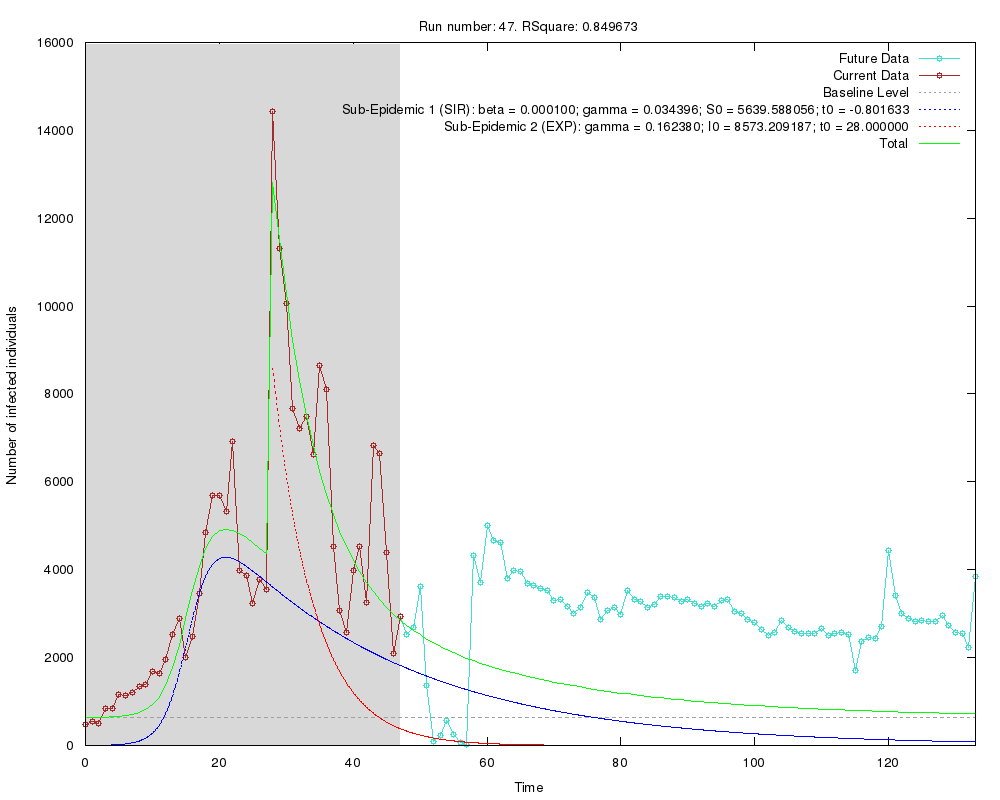 Run number: 47. RSquare: 0.849673
16000
14000
12000
10000
8000
6000
4000
2000
0
Number of infected individuals
Future Data
Current Data
Baseline Level
Sub-Epidemic 1 (SIR): beta = 0.000100; gamma = 0.034396; S0 = 5639.588056; t0 = -0.801633
Sub-Epidemic 2 (EXP): gamma = 0.162380; I0 = 8573.209187; t0 = 28.000000
Total
0 20 40 60 80 100 120
Time